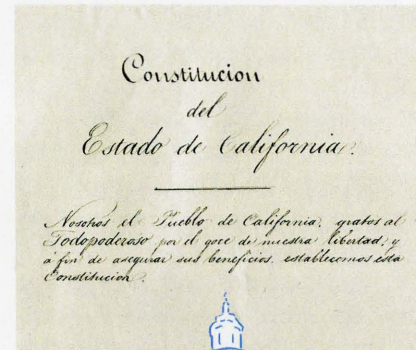 Constitucion
del
Estado de California.
Nosotros el Pueblo de California, gratos al
Todopoderoso por el goce de nuestra libertad, y
á fin de asegurar sus beneficios, establecemos ésta
Constitucion.